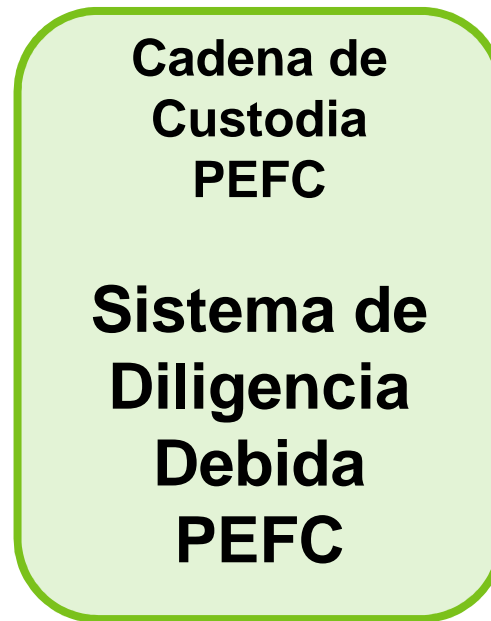 Cadena de
Custodia
PEFC
Sistema de
Diligencia
Debida
PEFC